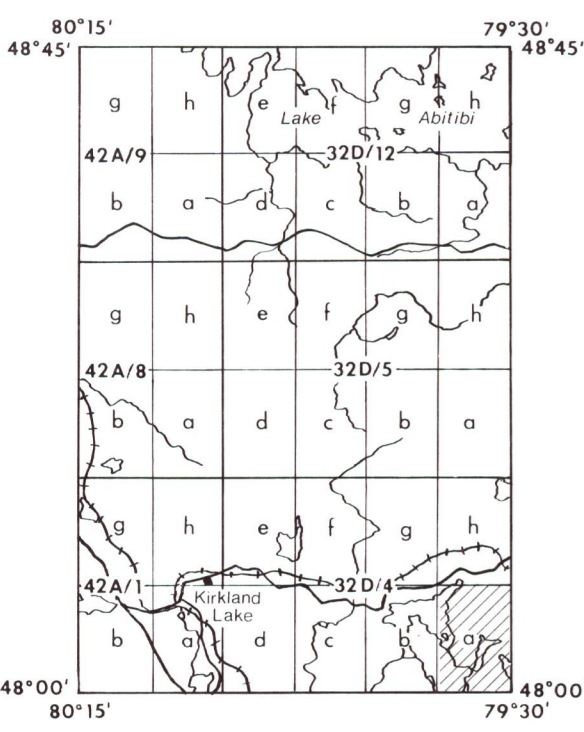 80°15' 79°30'
48°45' 48°45'
g h e f g h
Lake Abitibi
42A/9 32D/12
b a d c b a
g h e f g h
42A/8 32D/5
b a d c b a
g h e f g h
42A/1 32D/4
Kirkland
Lake
b a d c b a
48°00' 48°00
80°15' 79°30'